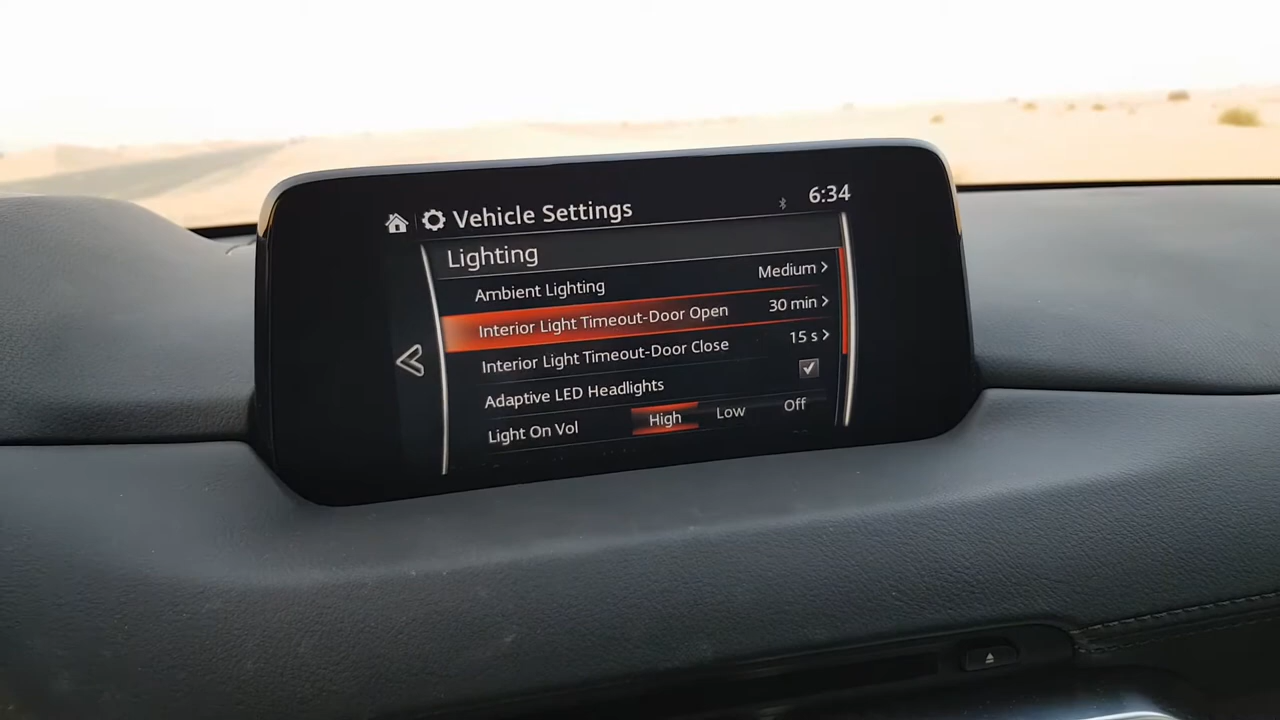 Vehicle Settings 6:34
Lighting
Ambient Lighting Medium
Interior Light Timeout-Door Open 30 min
Interior Light Timeout-Door Close 15 s
Adaptive LED Headlights
Light On Vol High Low Off